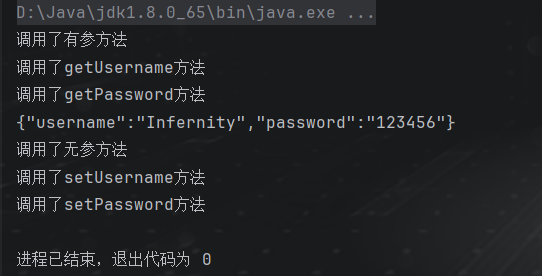 D:\Java\jdk1.8.0_65\bin\java.exe ...
调用了有参方法
调用了getUsername方法
调用了getPassword方法
{"username":"Infernity","password":"123456"}
调用了无参方法
调用了setUsername方法
调用了setPassword方法
进程已结束，退出代码为 0